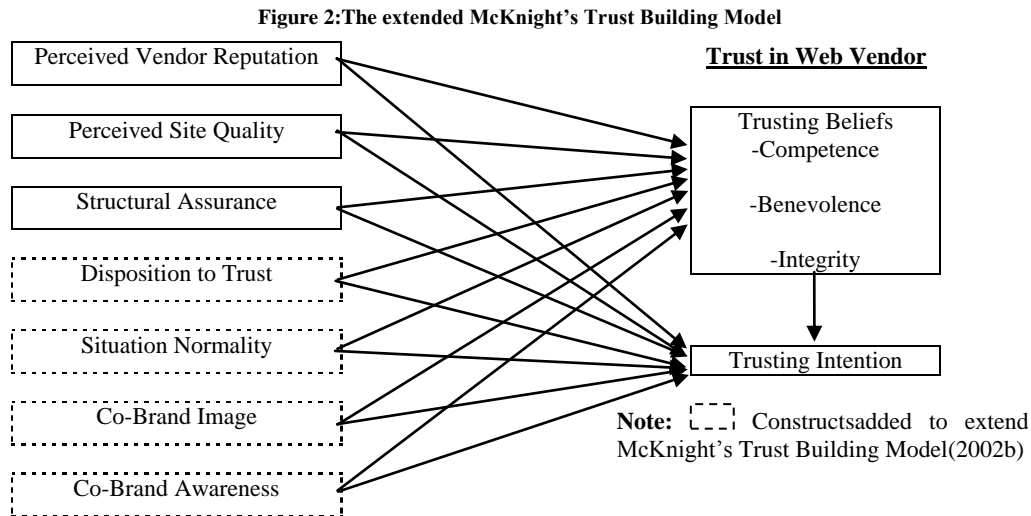 Figure 2:The extended McKnight's Trust Building Model
Perceived Vendor Reputation
Perceived Site Quality
Structural Assurance
Disposition to Trust
Situation Normality
Co-Brand Image
Co-Brand Awareness
Trust in Web Vendor
Trusting Beliefs
-Competence
-Benevolence
-Integrity
Trusting Intention
Note: Constructsadded to extend
McKnight's Trust Building Model(2002b)